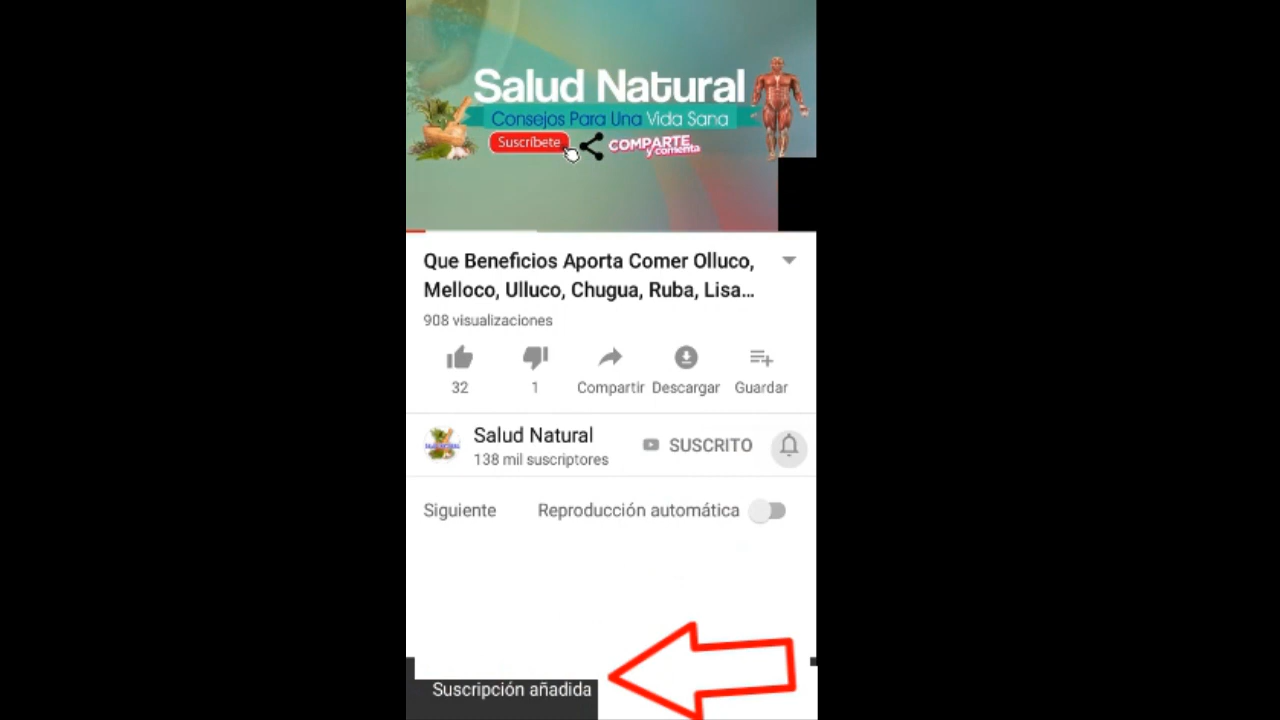 Salud Natural
Consejos Para Una Vida Sana
Suscríbete
COMPARTE
y comenta
Que Beneficios Aporta Comer Olluco,
Melloco, Ulluco, Chugua, Ruba, Lisa...
908 visualizaciones
32 1 Compartir Descargar Guardar
Salud Natural
138 mil suscriptores
SUSCRITO
Siguiente Reproducción automática
Suscripción añadida